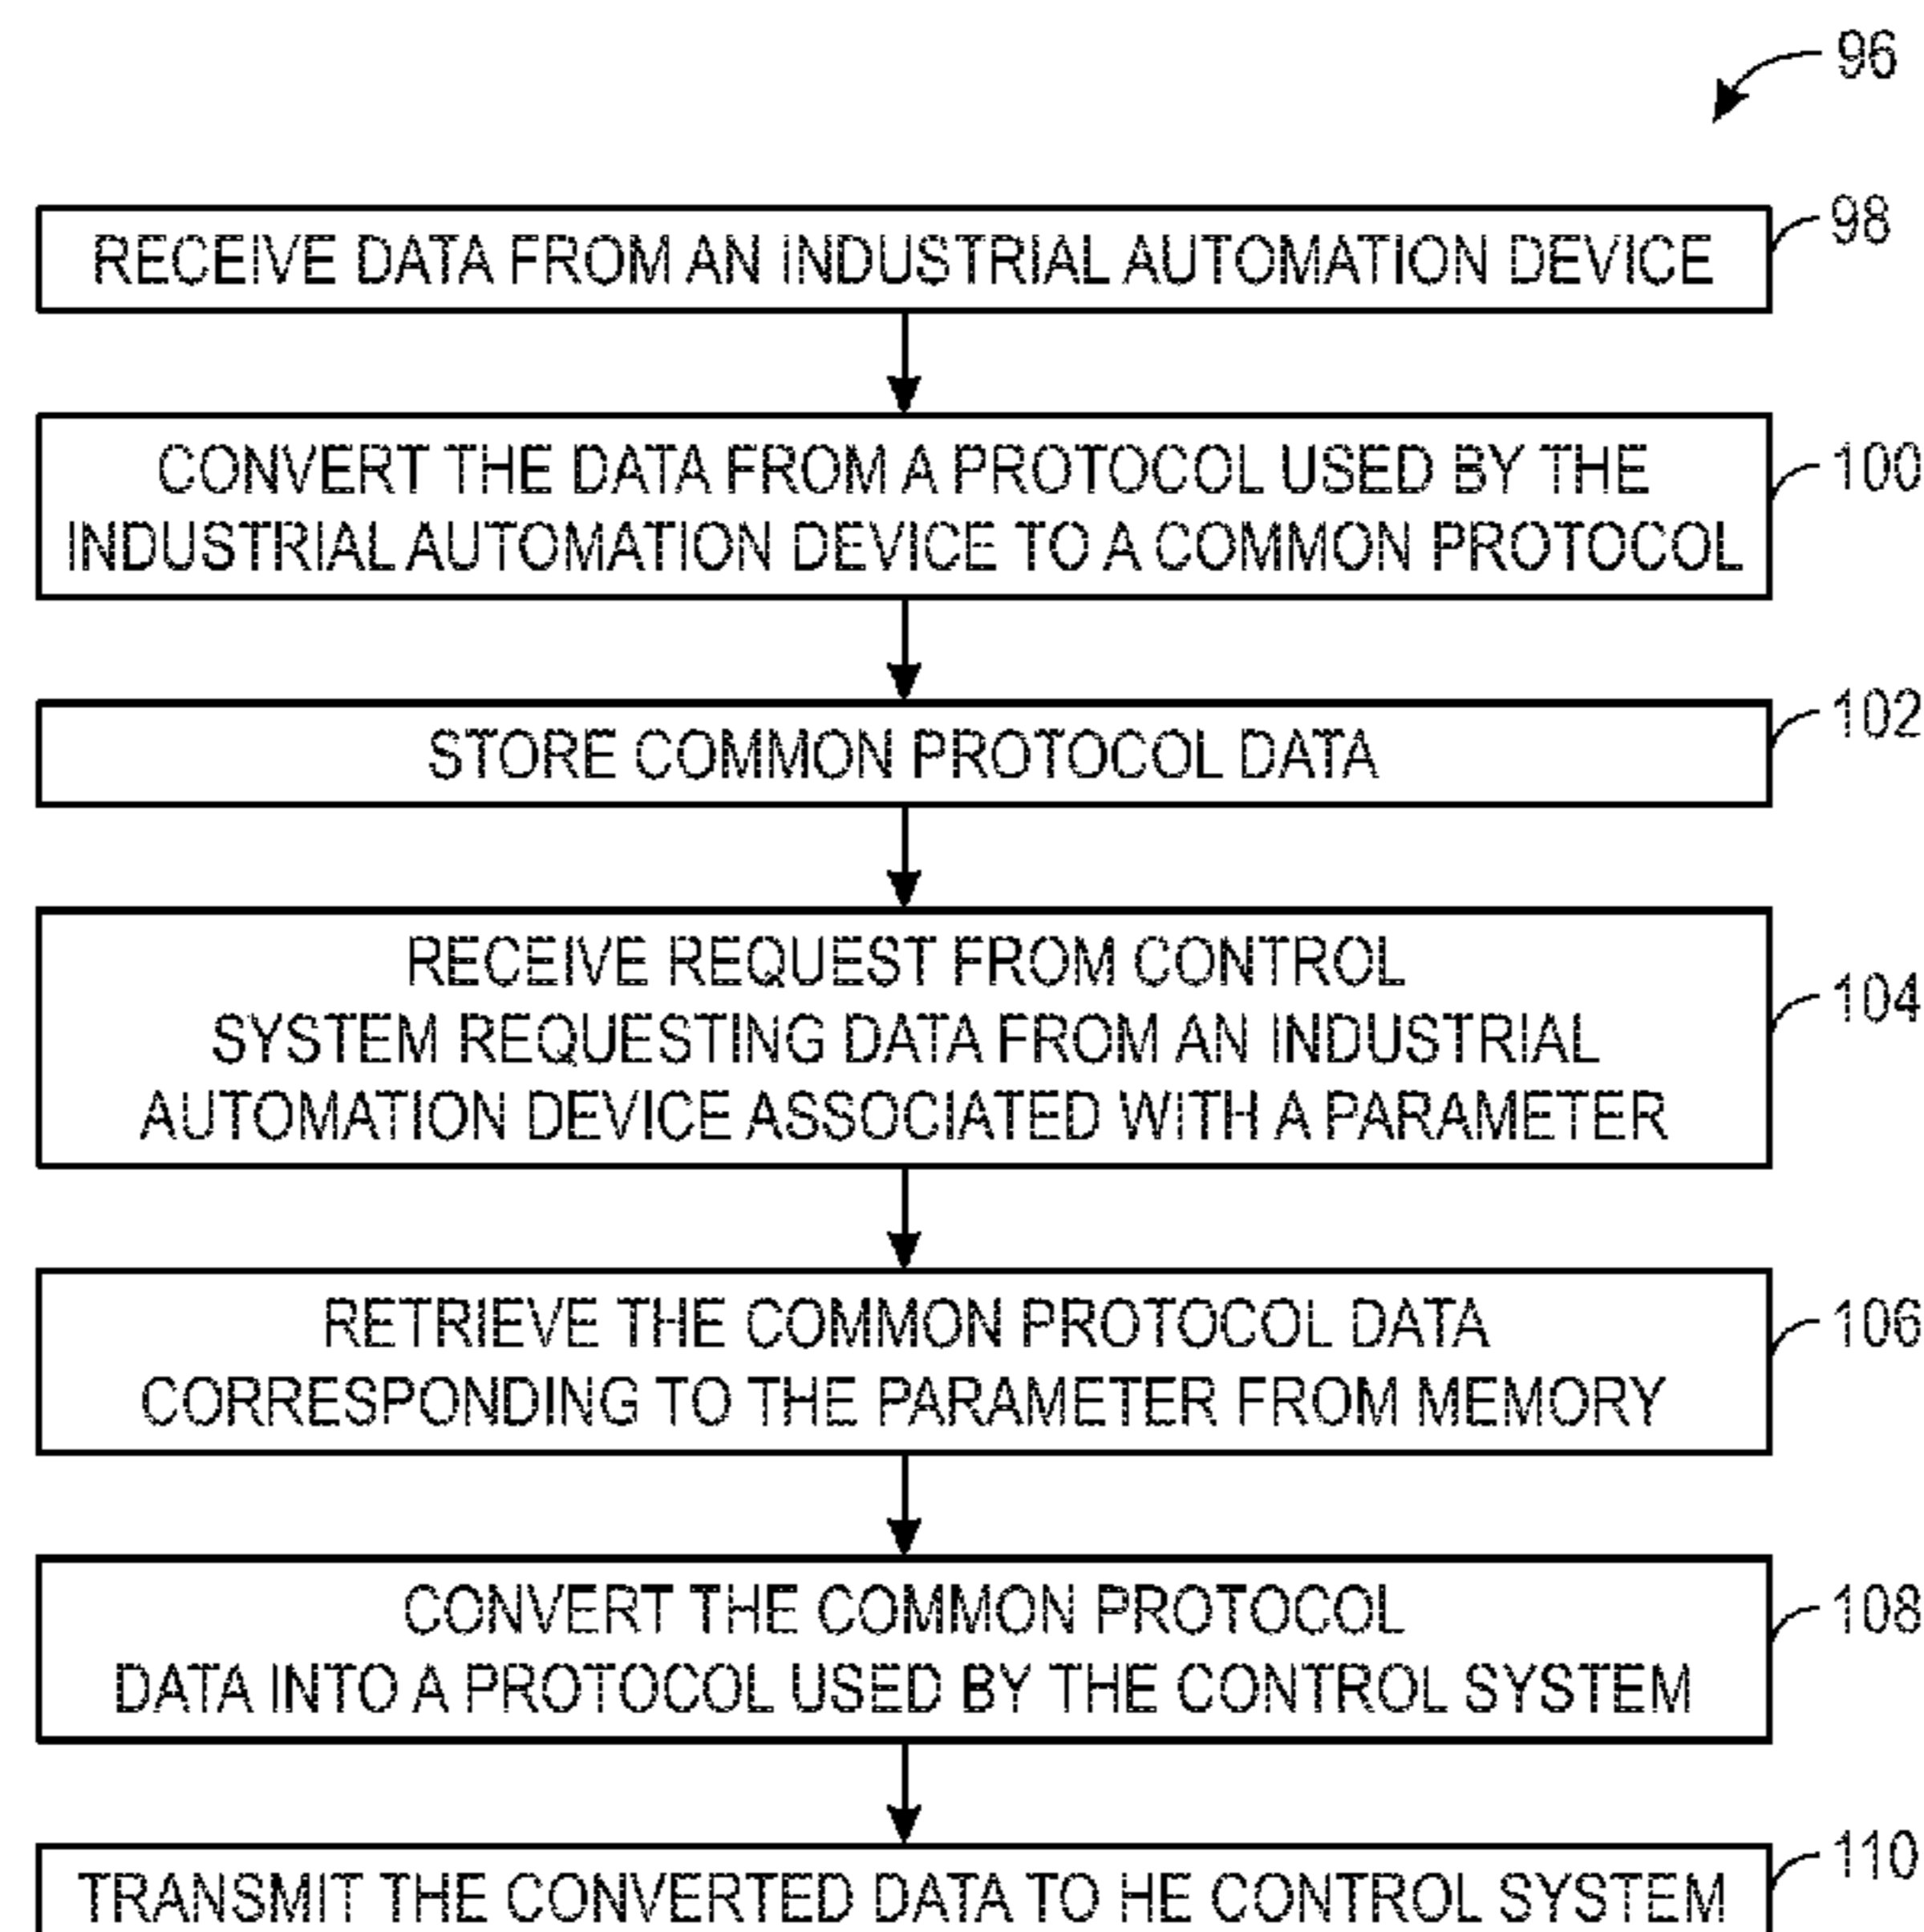 96
RECEIVE DATA FROM AN INDUSTRIAL AUTOMATION DEVICE
98
CONVERT THE DATA FROM A PROTOCOL USED BY THE
INDUSTRIAL AUTOMATION DEVICE TO A COMMON PROTOCOL
100
STORE COMMON PROTOCOL DATA
102
RECEIVE REQUEST FROM CONTROL
SYSTEM REQUESTING DATA FROM AN INDUSTRIAL
AUTOMATION DEVICE ASSOCIATED WITH A PARAMETER
104
RETRIEVE THE COMMON PROTOCOL DATA
CORRESPONDING TO THE PARAMETER FROM MEMORY
106
CONVERT THE COMMON PROTOCOL
DATA INTO A PROTOCOL USED BY THE CONTROL SYSTEM
108
TRANSMIT THE CONVERTED DATA TO HE CONTROL SYSTEM
110